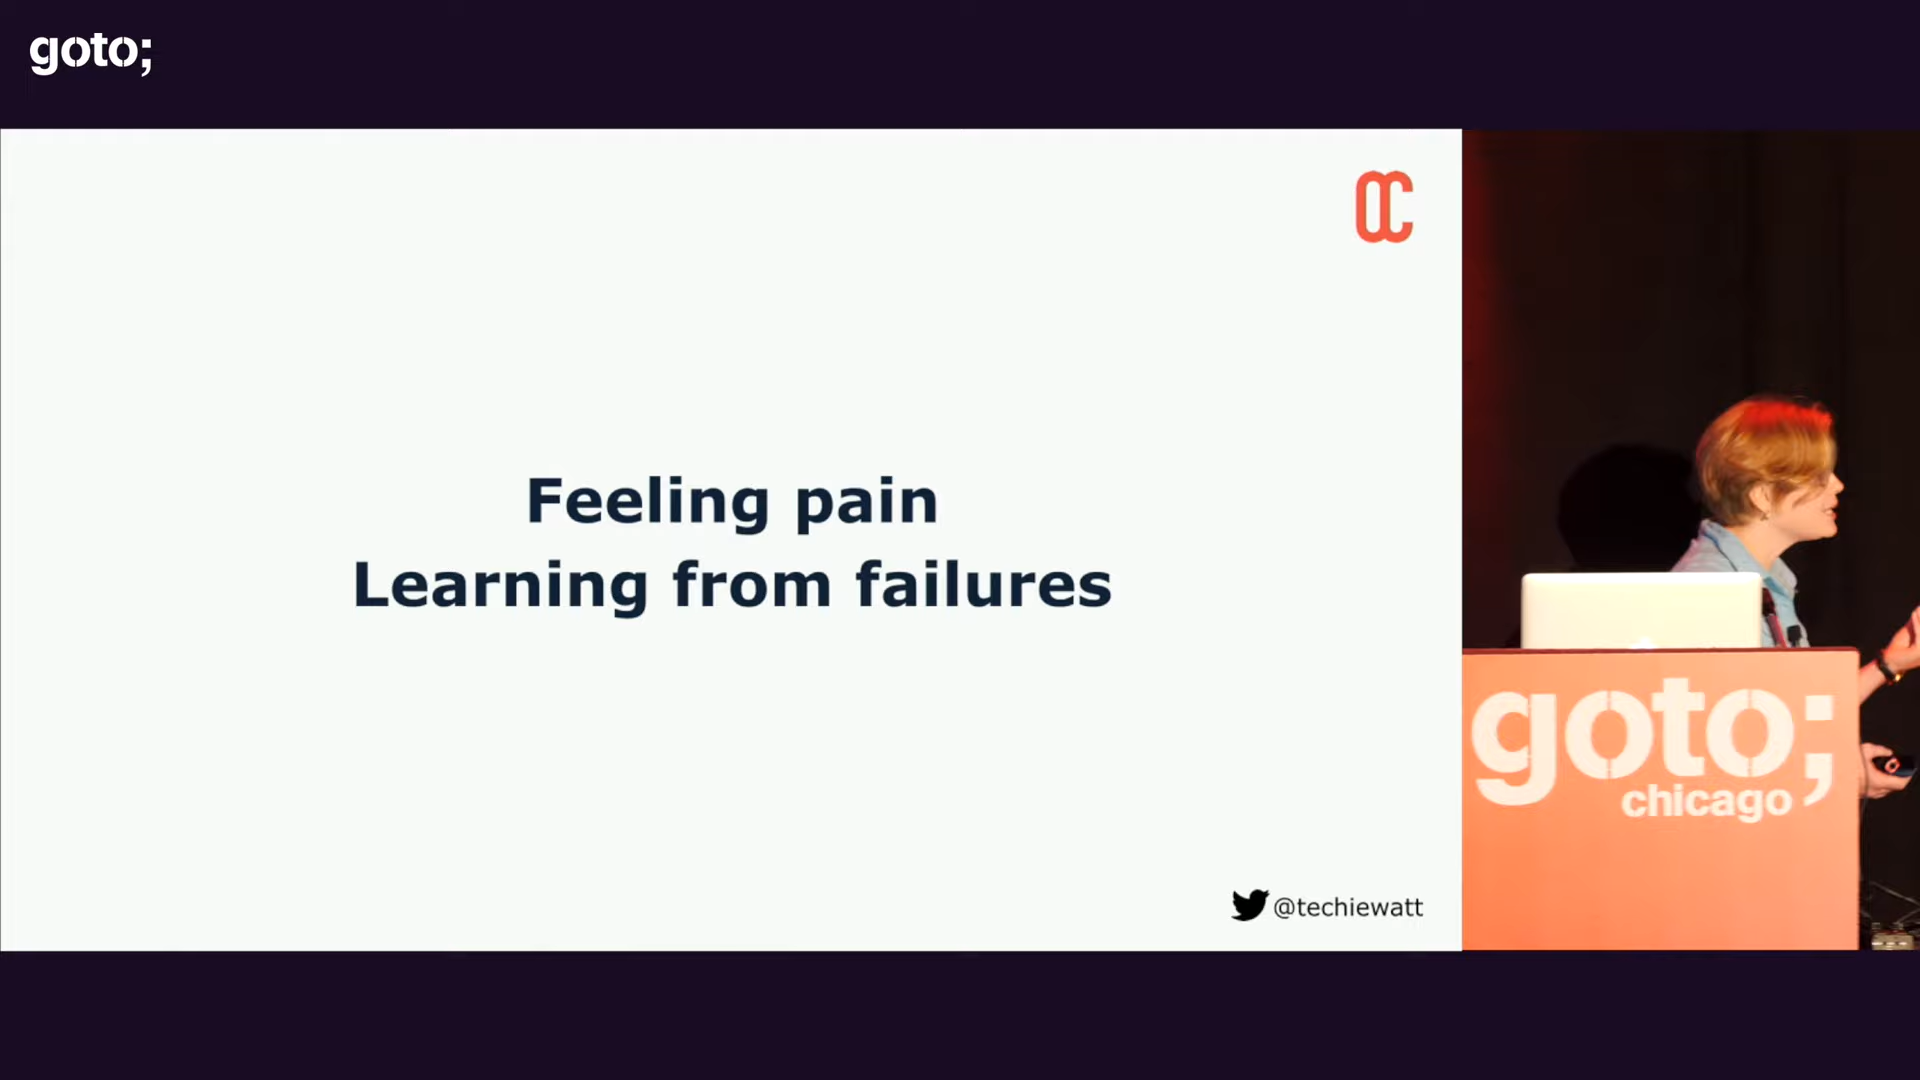 goto;
Feeling pain
Learning from failures
@techiewatt
goto;
chicago